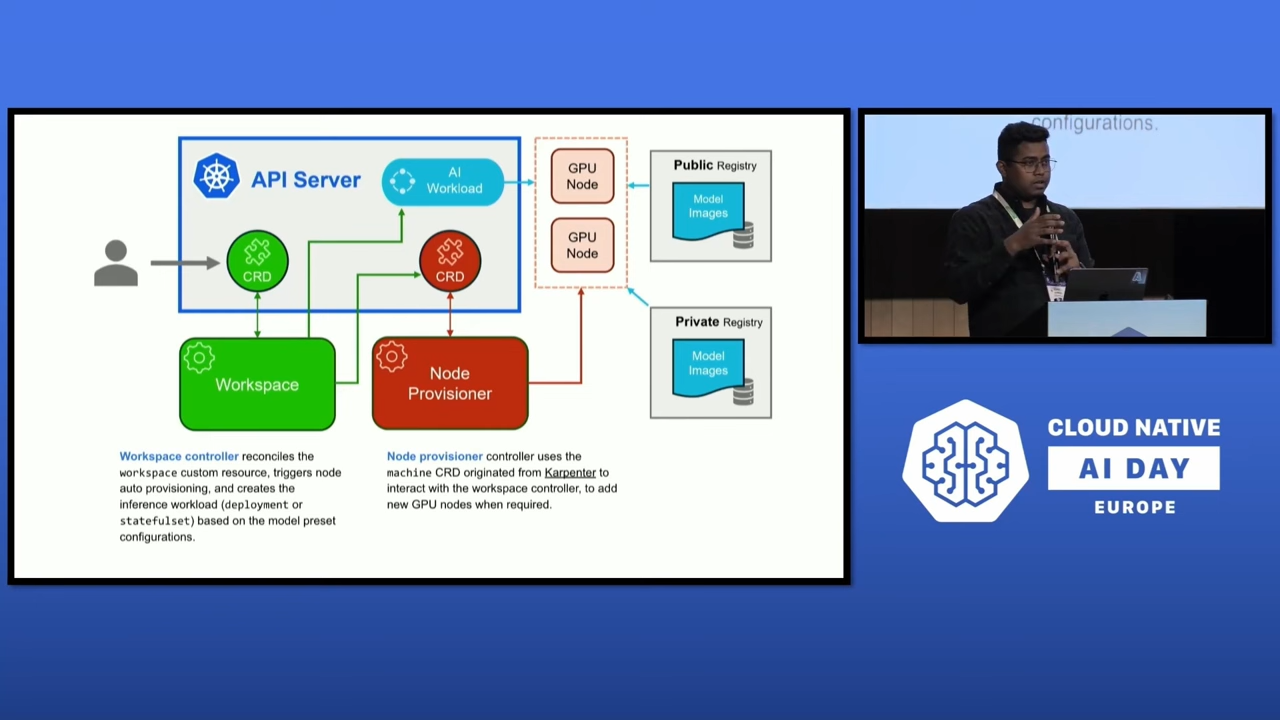 API Server
AI
Workload
CRD
CRD
GPU
Node
GPU
Node
Public Registry
Model
Images
Private Registry
Model
Images
Workspace
Node
Provisioner
Workspace controller reconciles the
workspace custom resource, triggers node
auto provisioning, and creates the
inference workload (deployment or
statefulset) based on the model preset
configurations.
Node provisioner controller uses the
machine CRD originated from Karpenter to
interact with the workspace controller, to add
new GPU nodes when required.
configurations.
CLOUD NATIVE
AI DAY
EUROPE